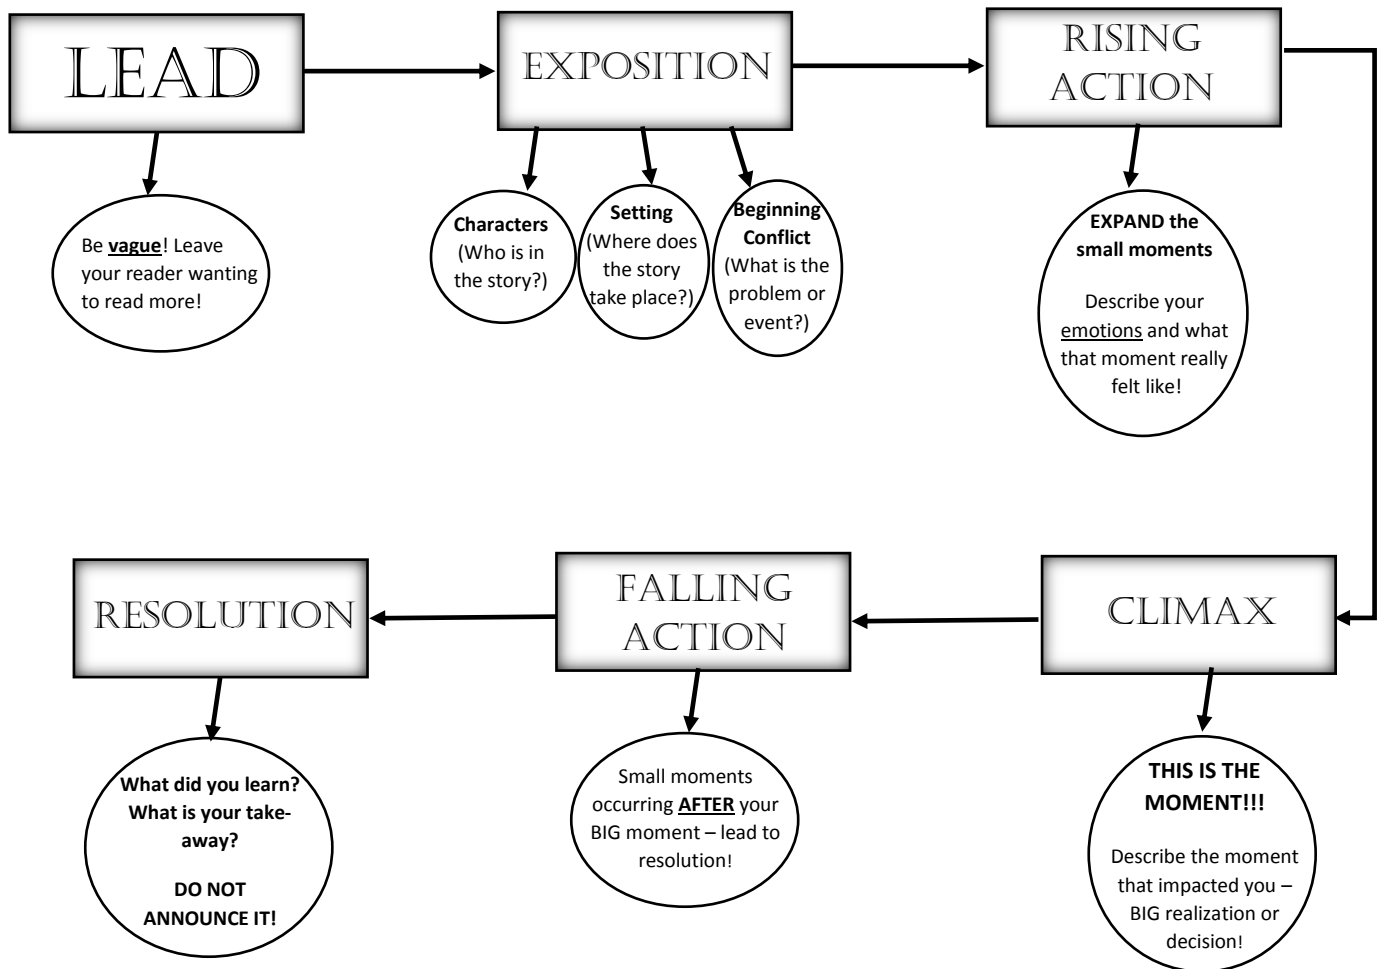 LEAD
EXPOSITION
RISING
ACTION
Be vague! Leave
your reader wanting
to read more!
Characters
(Who is in
the story?)
Setting
(Where does
the story
take place?)
Beginning
Conflict
(What is the
problem or
event?)
EXPAND the
small moments
Describe your
emotions and what
that moment really
felt like!
RESOLUTION
FALLING
ACTION
CLIMAX
What did you learn?
What is your take-
away?
DO NOT
ANNOUNCE IT!
Small moments
occurring AFTER your
BIG moment – lead to
resolution!
THIS IS THE
MOMENT!!!
Describe the moment
that impacted you –
BIG realization or
decision!